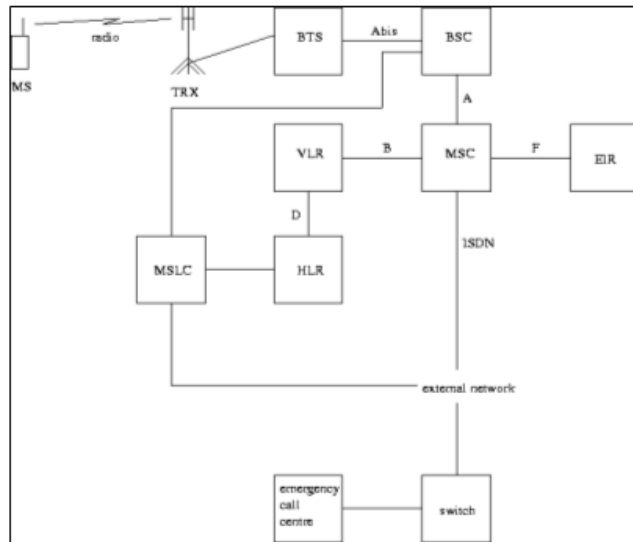 radio
MS
TRX
BTS
Abis
BSC
A
VLR
B
MSC
F
EIR
D
ISDN
MSLC
HLR
external network
emergency
call
centre
switch